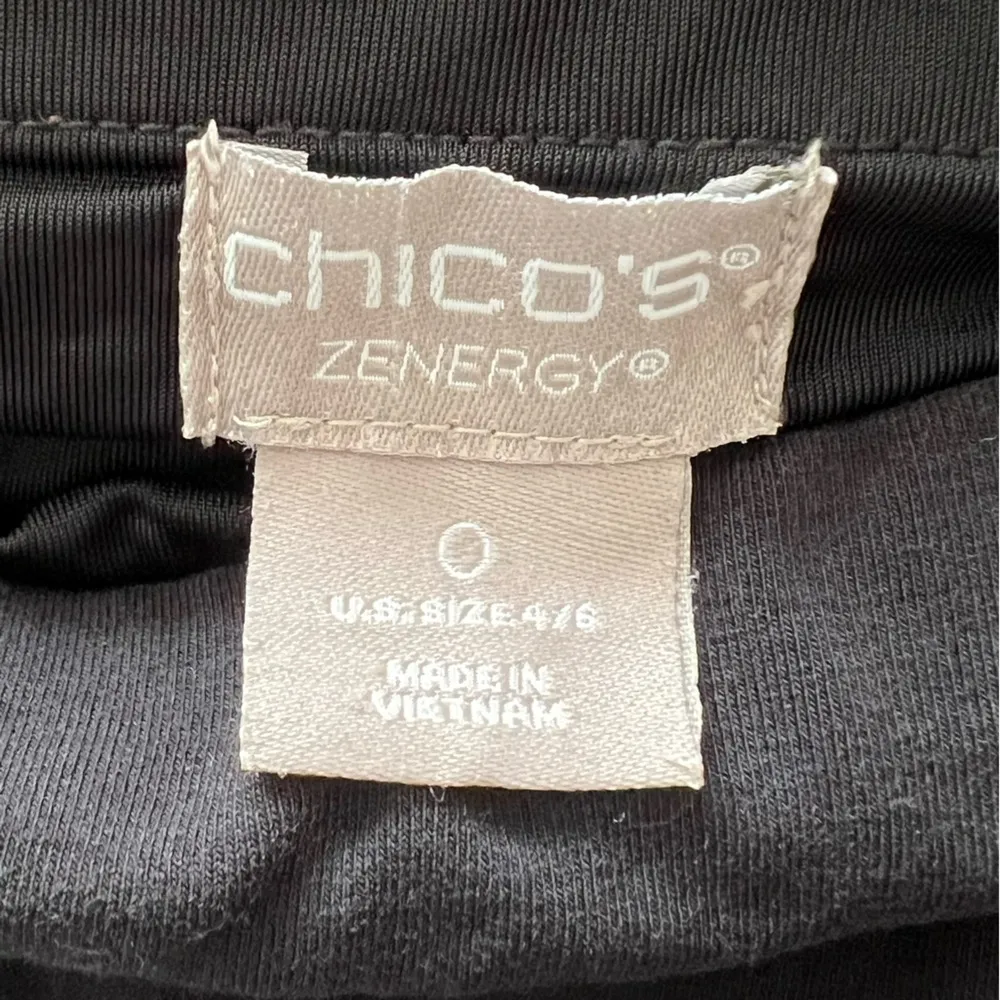 chico's®
ZENERGY®
0
U.S. SIZE 4/6
MADE IN
VIETNAM